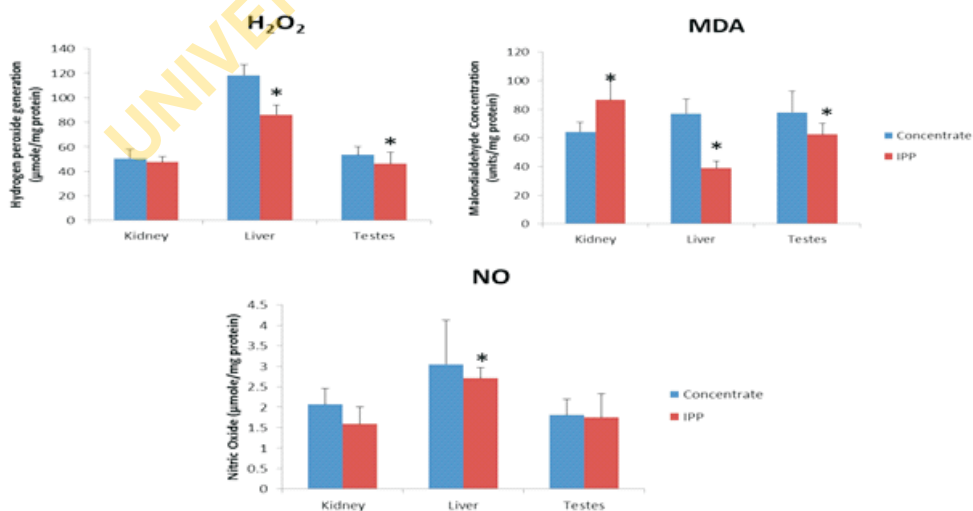 UNIVER
H₂O₂
Hydrogen peroxide generation
(µmole/mg protein)
140
120
100
80
60
40
20
0
*
*
Kidney
Liver
Testes
MDA
Malondialdehyde Concentration
(units/mg protein)
120
100
80
60
40
20
0
*
*
*
Kidney
Liver
Testes
Concentrate
IPP
NO
Nitric Oxide (µmole/mg protein)
4.5
4
3.5
3
2.5
2
1.5
1
0.5
0
*
Kidney
Liver
Testes
Concentrate
IPP